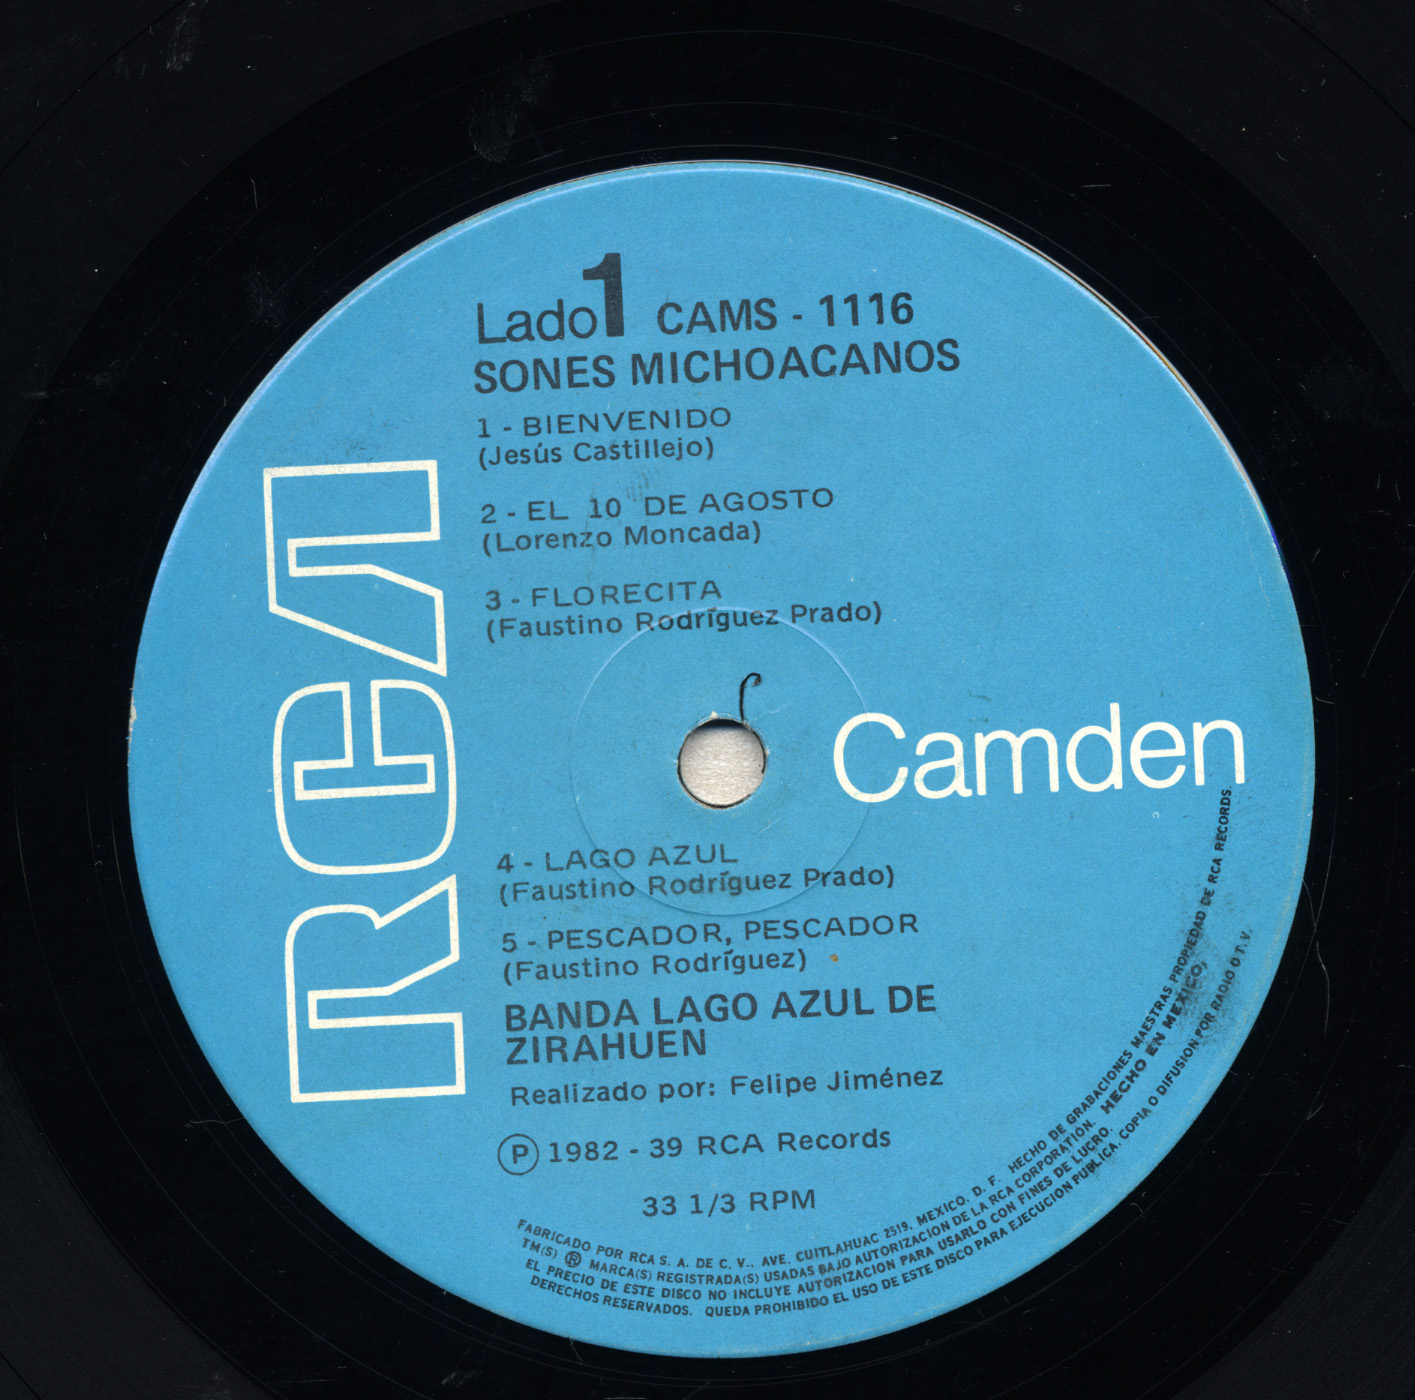 Lado 1 CAMS - 1116
SONES MICHOACANOS
1 - BIENVENIDO
(Jesús Castillejo)
2 - EL 10 DE AGOSTO
(Lorenzo Moncada)
3 - FLORECITA
(Faustino Rodríguez Prado)
RCA
Camden
4 - LAGO AZUL
(Faustino Rodríguez Prado)
5 - PESCADOR, PESCADOR
(Faustino Rodríguez)
BANDA LAGO AZUL DE
ZIRAHUEN
Realizado por: Felipe Jiménez
Ⓟ 1982 - 39 RCA Records
33 1/3 RPM
FABRICADO POR RCA S. A. DE C. V., AVE. CUITLAHUAC 2519, MEXICO, D. F. HECHO DE GRABACIONES MAESTRAS PROPIEDAD DE RCA RECORDS.
TM(S) ® MARCA(S) REGISTRADA(S) USADAS BAJO AUTORIZACION DE LA RCA CORPORATION. HECHO EN MEXICO,
EL PRECIO DE ESTE DISCO NO INCLUYE AUTORIZACION PARA USARLO CON FINES DE LUCRO.
DERECHOS RESERVADOS. QUEDA PROHIBIDO EL USO DE ESTE DISCO PARA EJECUCION PUBLICA, COPIA O DIFUSION POR RADIO O T. V.